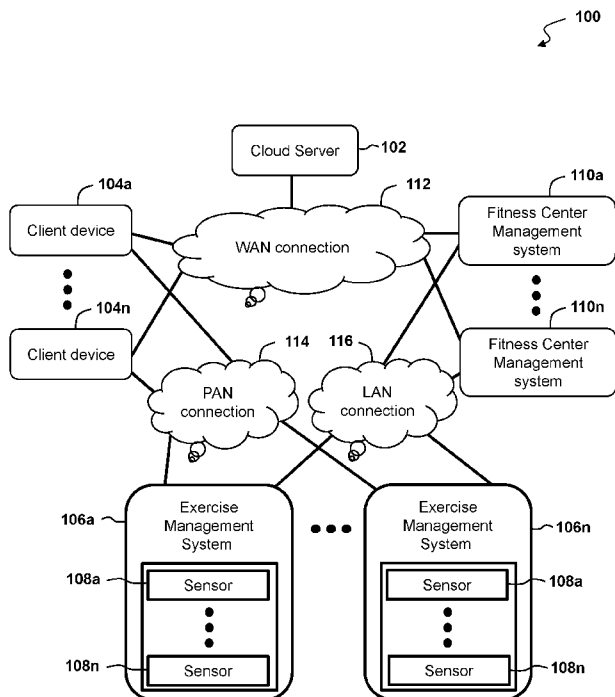 100
Cloud Server
102
104a
112
110a
Client device
WAN connection
Fitness Center
Management
system
104n
110n
Client device
114
116
Fitness Center
Management
system
PAN
connection
LAN
connection
106a
Exercise
Management
System
Exercise
Management
System
106n
108a
Sensor
Sensor
108a
108n
Sensor
Sensor
108n